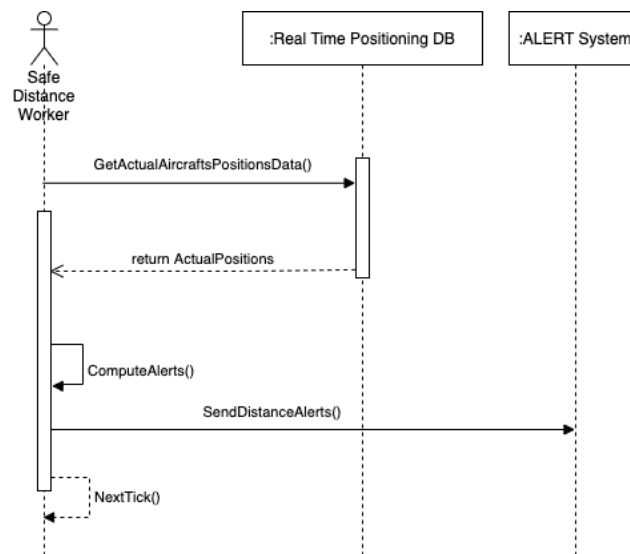 :Real Time Positioning DB
:ALERT System
Safe
Distance
Worker
GetActualAircraftsPositionsData()
return ActualPositions
ComputeAlerts()
SendDistanceAlerts()
NextTick()